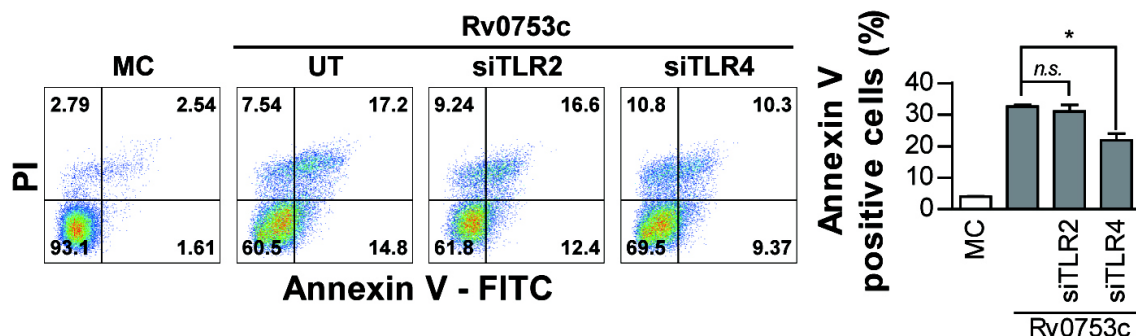 Rv0753c
MC
UT
siTLR2
siTLR4
PI
2.79 2.54
93.1 1.61
7.54 17.2
60.5 14.8
9.24 16.6
61.8 12.4
10.8 10.3
69.5 9.37
Annexin V - FITC
Annexin V
positive cells (%)
40
30
20
10
0
*
n.s.
MC
siTLR2
siTLR4
Rv0753c